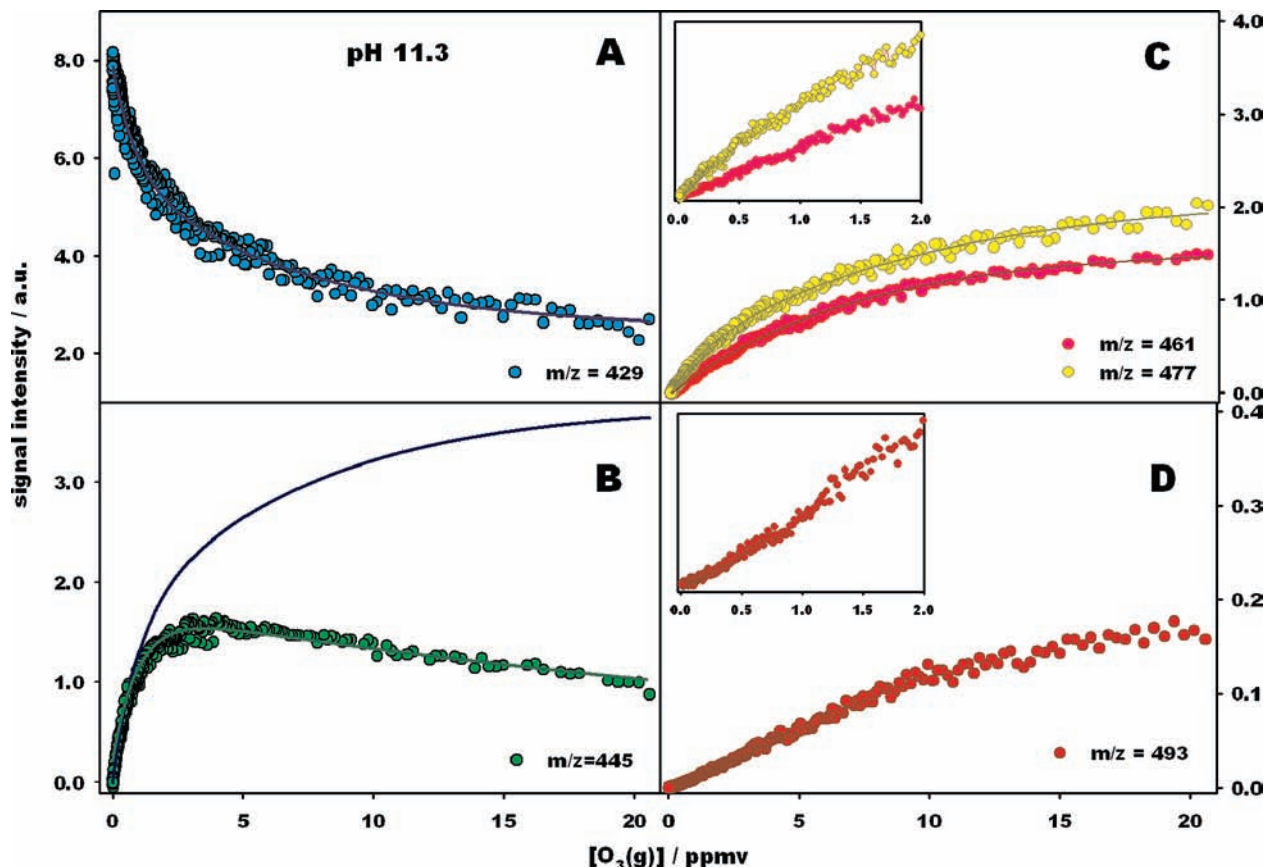 pH 11.3
A
8.0
6.0
4.0
2.0
m/z = 429
signal intensity / a.u.
B
3.0
2.0
1.0
0.0
m/z=445
0 5 10 15 20
C
4.0
3.0
2.0
1.0
0.0
0.0 0.5 1.0 1.5 2.0
m/z = 461
m/z = 477
D
0.4
0.3
0.2
0.1
0.0
0.0 0.5 1.0 1.5 2.0
m/z = 493
0 5 10 15 20
[O₃(g)] / ppmv